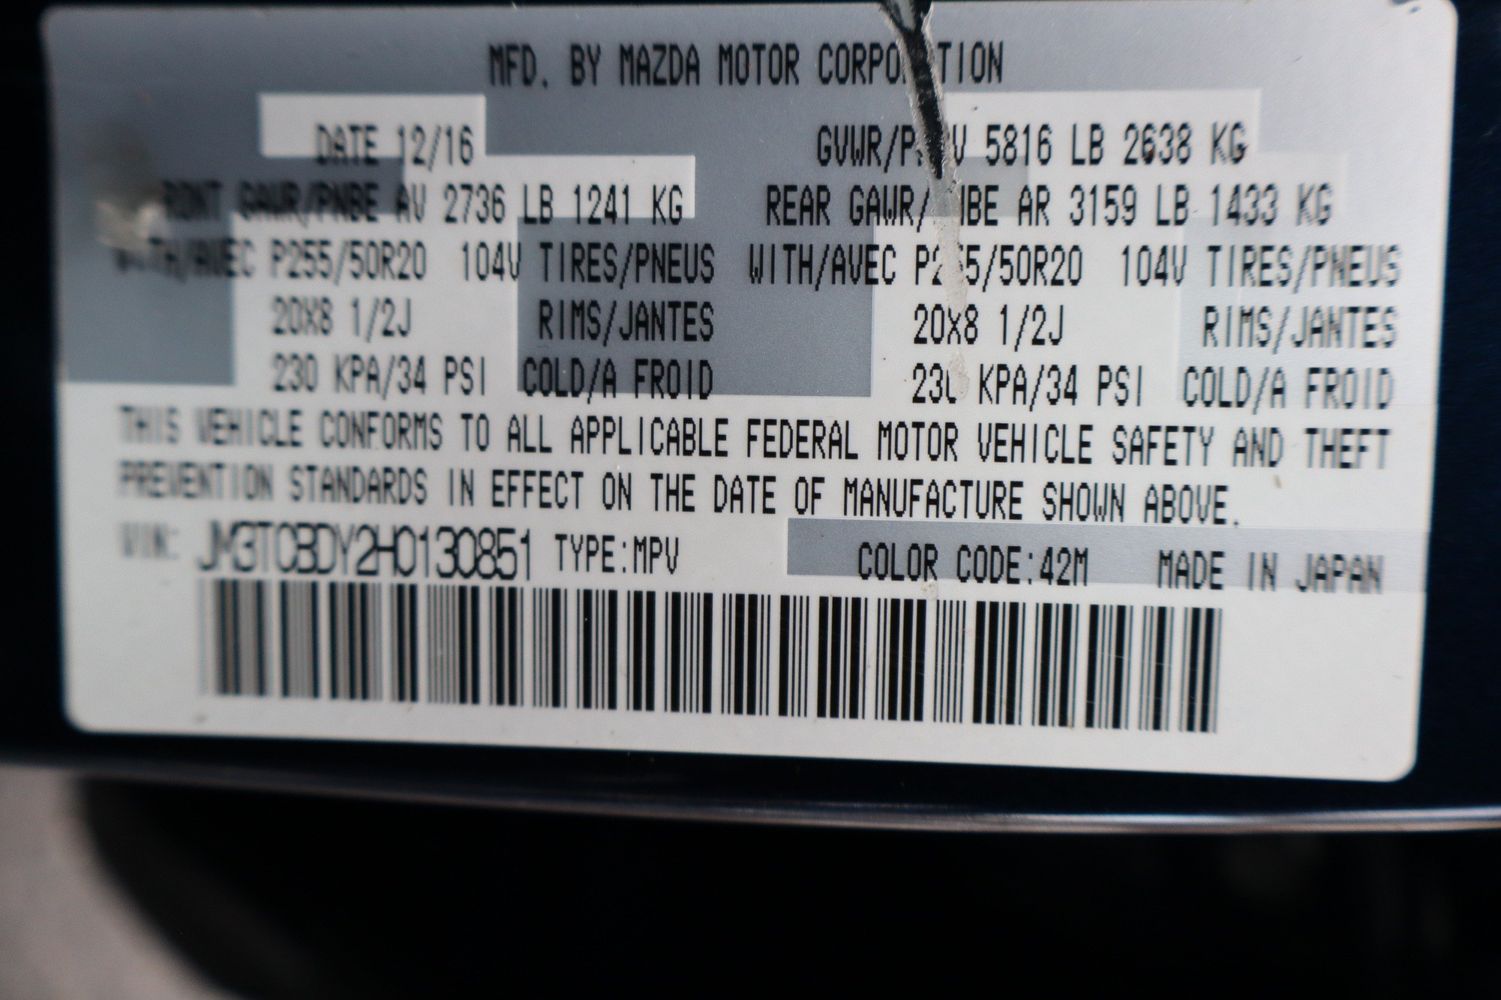 MFD. BY MAZDA MOTOR CORPORATION
DATE 12/16 GVWR/PNBV 5816 LB 2638 KG
FRONT GAWR/PNBE AV 2736 LB 1241 KG REAR GAWR/PNBE AR 3159 LB 1433 KG
WITH/AVEC P255/50R20 104V TIRES/PNEUS WITH/AVEC P255/50R20 104V TIRES/PNEUS
20X8 1/2J RIMS/JANTES 20X8 1/2J RIMS/JANTES
230 KPA/34 PSI COLD/A FROID 230 KPA/34 PSI COLD/A FROID
THIS VEHICLE CONFORMS TO ALL APPLICABLE FEDERAL MOTOR VEHICLE SAFETY AND THEFT
PREVENTION STANDARDS IN EFFECT ON THE DATE OF MANUFACTURE SHOWN ABOVE.
VIN: JM3TCBDY2H0130851 TYPE:MPV COLOR CODE:42M MADE IN JAPAN